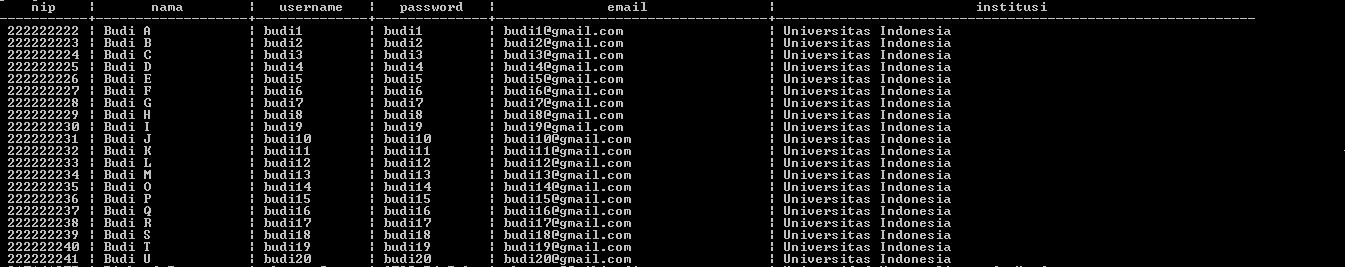 nip ¦ nama ¦ username ¦ password ¦ email ¦ institusi
222222222 ¦ Budi A ¦ budi1 ¦ budi1 ¦ budi1@gmail.com ¦ Universitas Indonesia
222222223 ¦ Budi B ¦ budi2 ¦ budi2 ¦ budi2@gmail.com ¦ Universitas Indonesia
222222224 ¦ Budi C ¦ budi3 ¦ budi3 ¦ budi3@gmail.com ¦ Universitas Indonesia
222222225 ¦ Budi D ¦ budi4 ¦ budi4 ¦ budi4@gmail.com ¦ Universitas Indonesia
222222226 ¦ Budi E ¦ budi5 ¦ budi5 ¦ budi5@gmail.com ¦ Universitas Indonesia
222222227 ¦ Budi F ¦ budi6 ¦ budi6 ¦ budi6@gmail.com ¦ Universitas Indonesia
222222228 ¦ Budi G ¦ budi7 ¦ budi7 ¦ budi7@gmail.com ¦ Universitas Indonesia
222222229 ¦ Budi H ¦ budi8 ¦ budi8 ¦ budi8@gmail.com ¦ Universitas Indonesia
222222230 ¦ Budi I ¦ budi9 ¦ budi9 ¦ budi9@gmail.com ¦ Universitas Indonesia
222222231 ¦ Budi J ¦ budi10 ¦ budi10 ¦ budi10@gmail.com ¦ Universitas Indonesia
222222232 ¦ Budi K ¦ budi11 ¦ budi11 ¦ budi11@gmail.com ¦ Universitas Indonesia
222222233 ¦ Budi L ¦ budi12 ¦ budi12 ¦ budi12@gmail.com ¦ Universitas Indonesia
222222234 ¦ Budi M ¦ budi13 ¦ budi13 ¦ budi13@gmail.com ¦ Universitas Indonesia
222222235 ¦ Budi O ¦ budi14 ¦ budi14 ¦ budi14@gmail.com ¦ Universitas Indonesia
222222236 ¦ Budi P ¦ budi15 ¦ budi15 ¦ budi15@gmail.com ¦ Universitas Indonesia
222222237 ¦ Budi Q ¦ budi16 ¦ budi16 ¦ budi16@gmail.com ¦ Universitas Indonesia
222222238 ¦ Budi R ¦ budi17 ¦ budi17 ¦ budi17@gmail.com ¦ Universitas Indonesia
222222239 ¦ Budi S ¦ budi18 ¦ budi18 ¦ budi18@gmail.com ¦ Universitas Indonesia
222222240 ¦ Budi T ¦ budi19 ¦ budi19 ¦ budi19@gmail.com ¦ Universitas Indonesia
222222241 ¦ Budi U ¦ budi20 ¦ budi20 ¦ budi20@gmail.com ¦ Universitas Indonesia